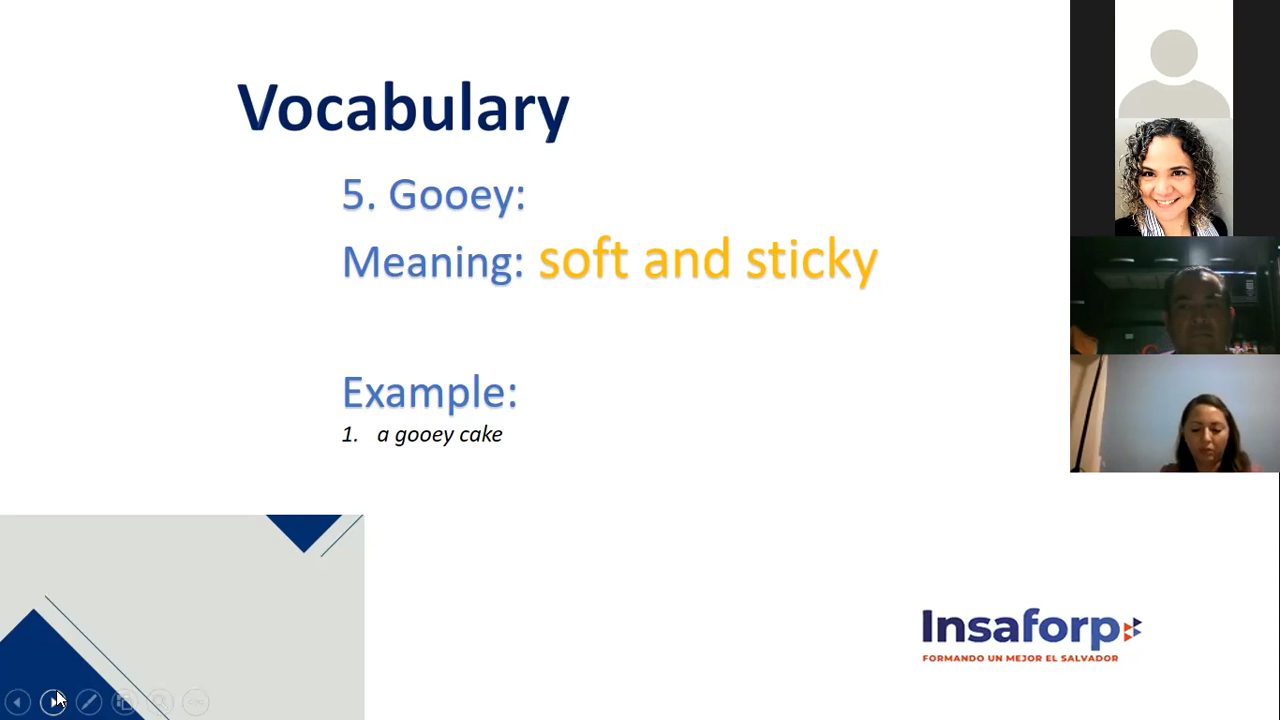 Vocabulary
5. Gooey:
Meaning: soft and sticky
Example:
1. a gooey cake
Insaforp
FORMANDO UN MEJOR EL SALVADOR